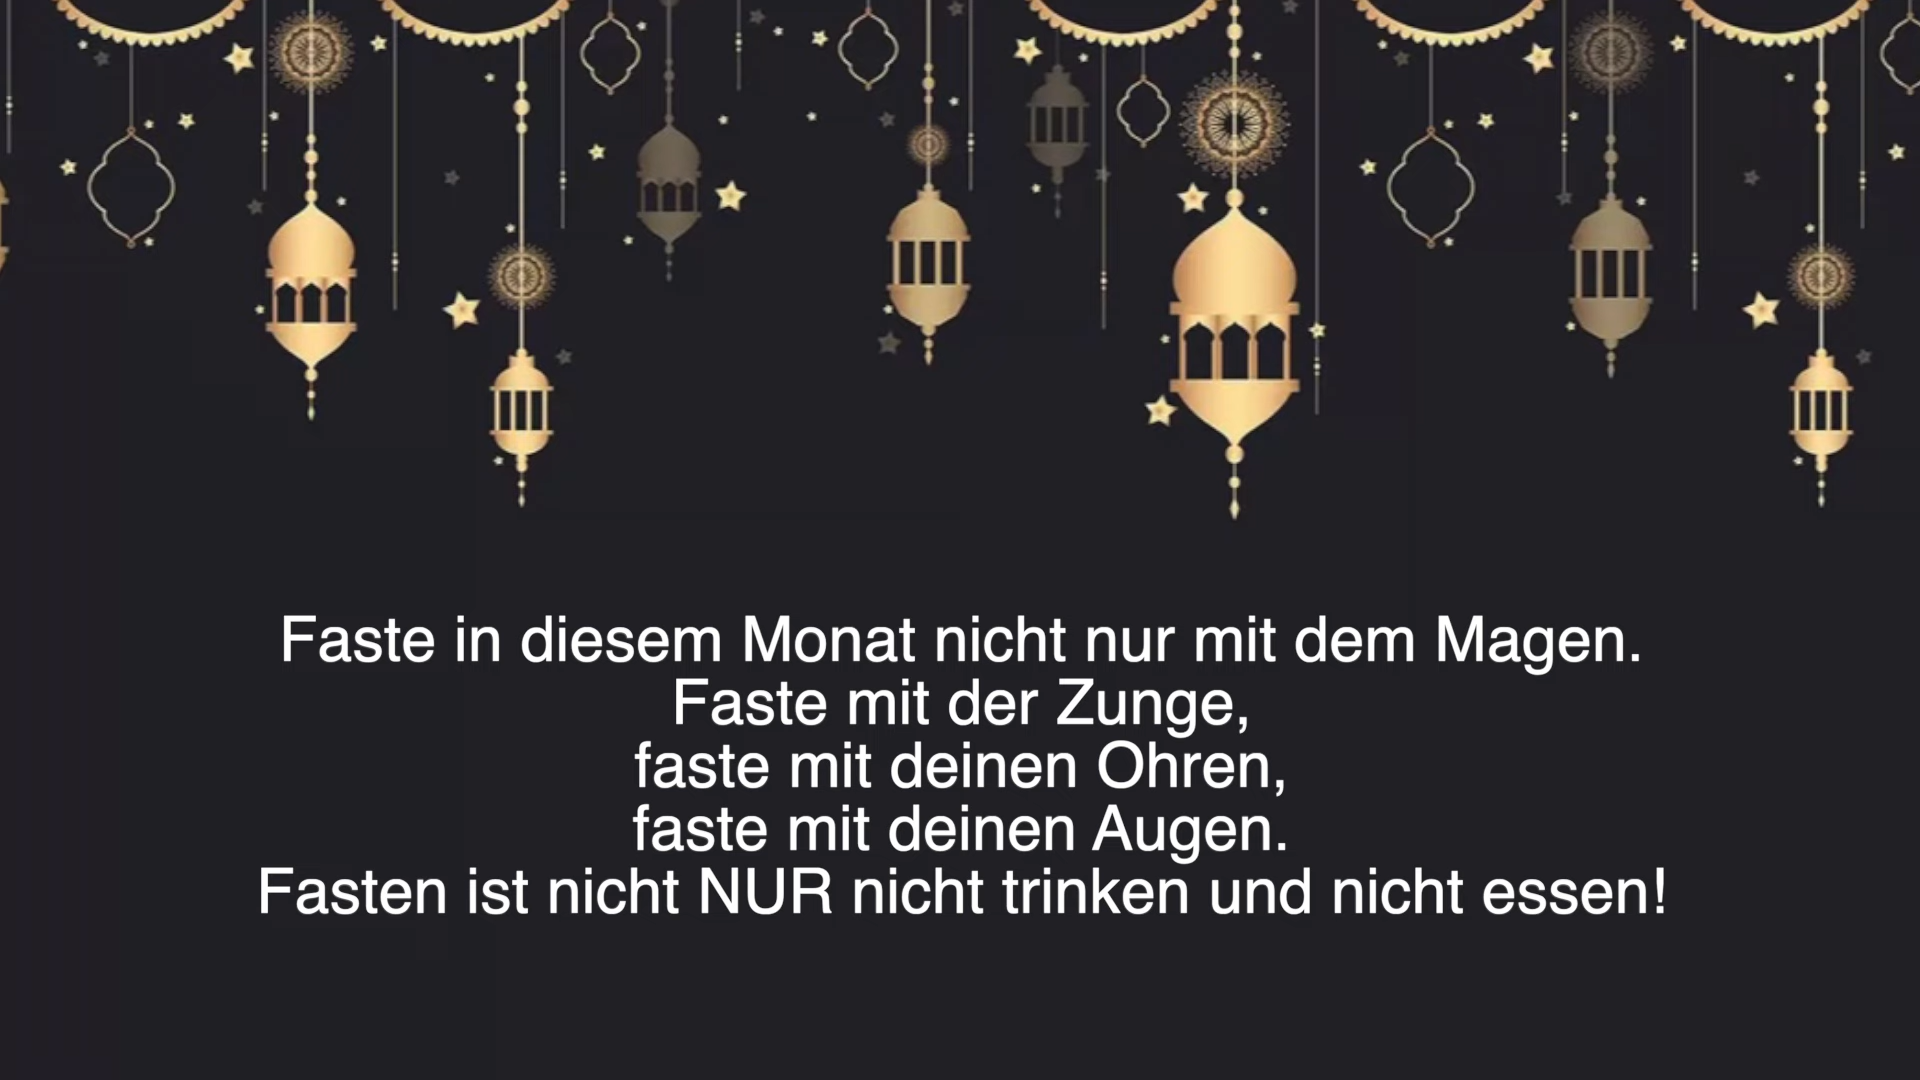 Faste in diesem Monat nicht nur mit dem Magen.
Faste mit der Zunge,
faste mit deinen Ohren,
faste mit deinen Augen.
Fasten ist nicht NUR nicht trinken und nicht essen!